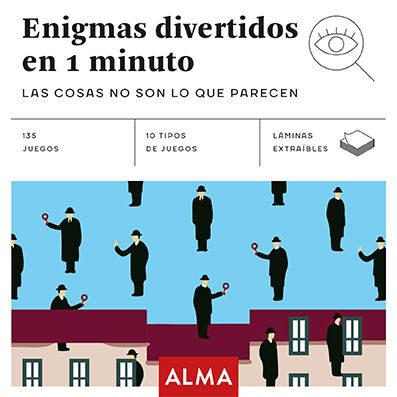 Enigmas divertidos
en 1 minuto
LAS COSAS NO SON LO QUE PARECEN
135
JUEGOS
10 TIPOS
DE JUEGOS
LÁMINAS
EXTRAÍBLES
ALMA